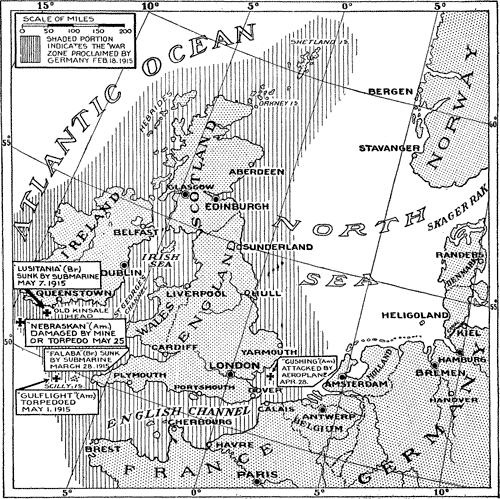 15°
10°
5°
0°
5°
SCALE OF MILES
0 50 100 150 200
SHADED PORTION
INDICATES THE WAR
ZONE PROCLAIMED BY
GERMANY FEB.18.1915
ATLANTIC OCEAN
SHETLAND IS.
ORKNEY IS
HEBRIDES
BERGEN
NORWAY
STAVANGER
60°
55°
SCOTLAND
ABERDEEN
GLASGOW
EDINBURGH
NORTH SEA
SKAGER RAK
IRELAND
BELFAST
IRISH
SEA
SUNDERLAND
RANDERS
DENMARK
LUSITANIA (Br)
SUNK BY SUBMARINE
MAY 7. 1915
DUBLIN
QUEENSTOWN
OLD KINSALE
HEAD
ST GEORGES
LIVERPOOL
HULL
ENGLAND
WALES
HELIGOLAND
KIEL
55°
"NEBRASKAN" (Am)
DAMAGED BY MINE
OR TORPEDO MAY 25
50°
"FALABA" (Br) SUNK
BY SUBMARINE
MARCH 28. 1915
CARDIFF
YARMOUTH
"CUSHING" (Am)
ATTACKED BY
AEROPLANE
APR. 28.
HOLLAND
HAMBURG
BREMEN
LONDON
SCILLY. IS.
PLYMOUTH
PORTSMOUTH
DOVER
AMSTERDAM
HANOVER
"GULFLIGHT" (Am)
TORPEDOED
MAY 1. 1915
ENGLISH CHANNEL
CALAIS
ANTWERP
BELGIUM
CHERBOURG
BREST
HAVRE
FRANCE
PARIS
GERMANY
50°
5°
0°
5°
10°